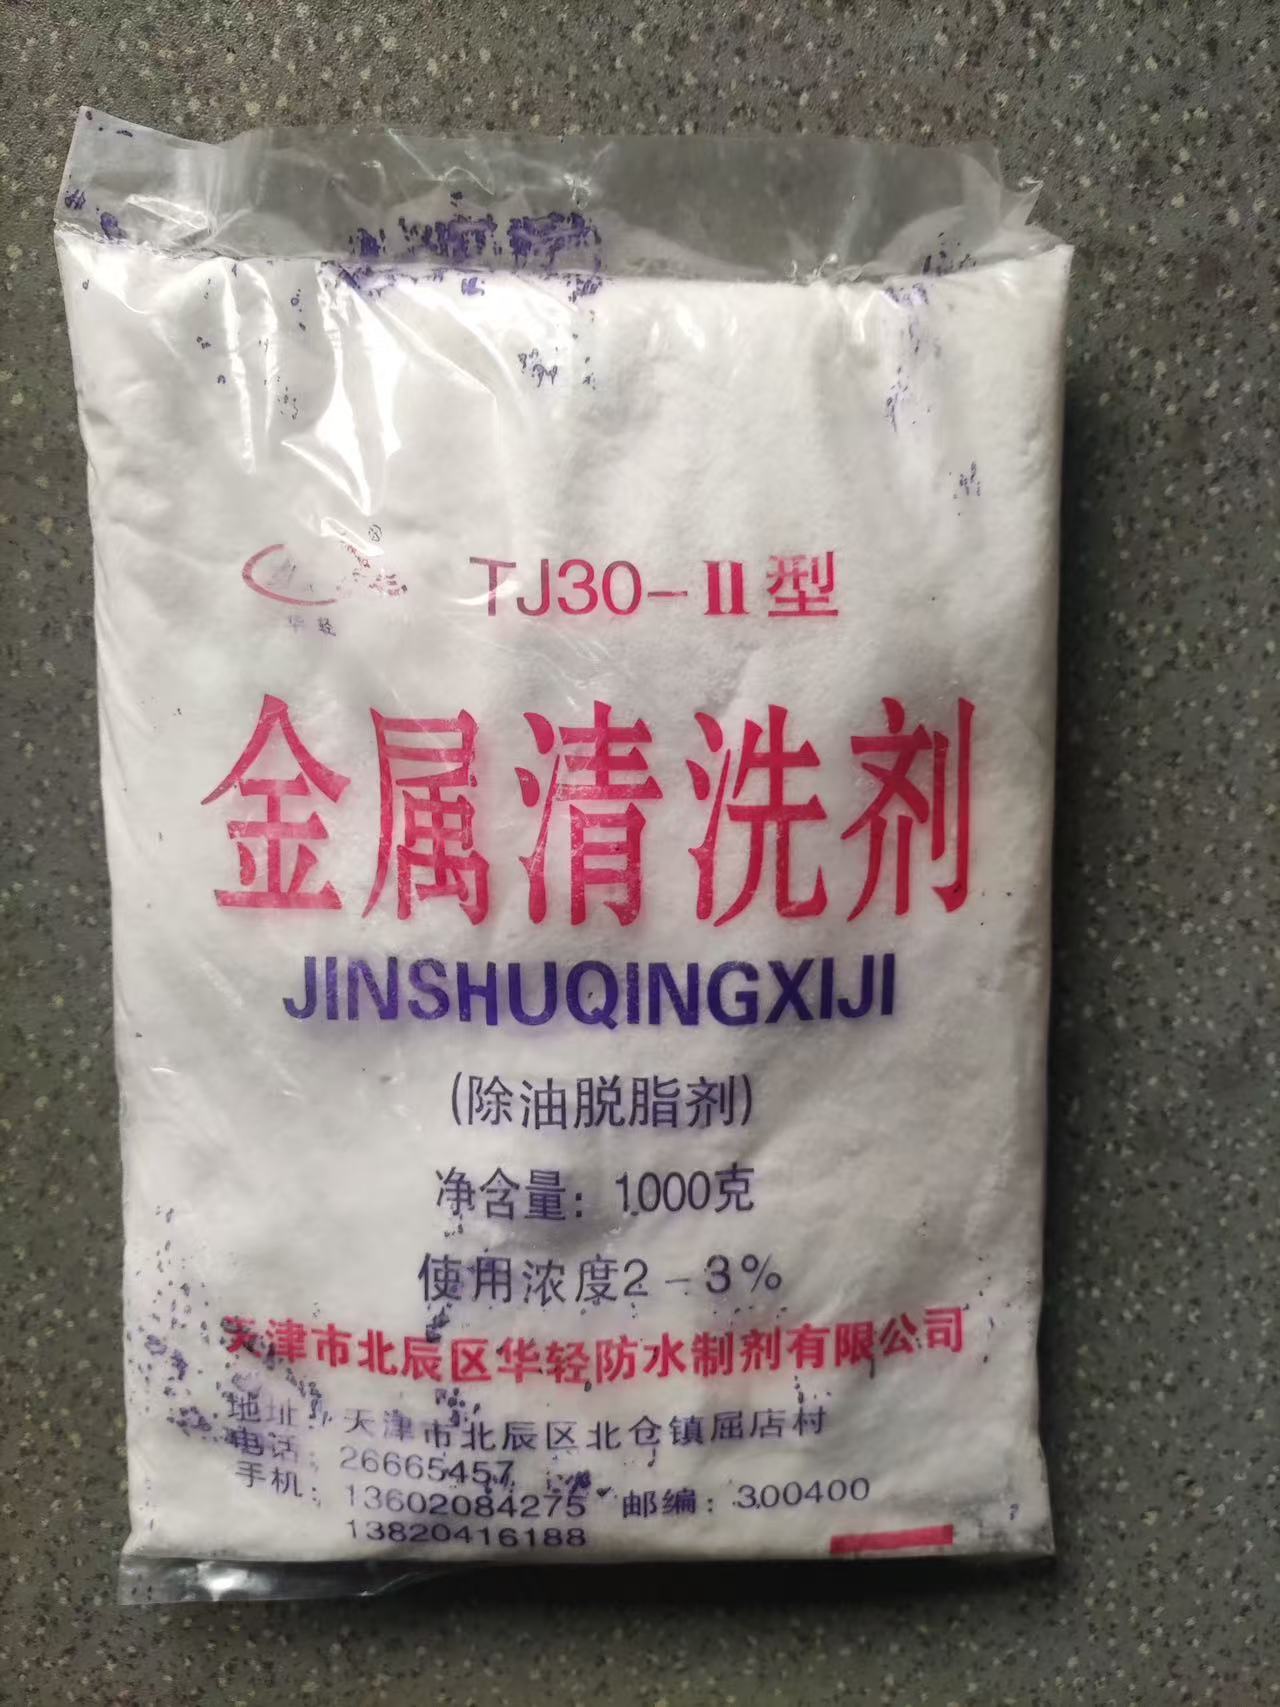 华轻
TJ30-II型
金属清洗剂
JINSHUQINGXIJI
(除油脱脂剂)
净含量：1000克
使用浓度2-3%
天津市北辰区华轻防水制剂有限公司
地址：天津市北辰区北仓镇屈店村
电话：26665457
手机：13602084275 邮编：300400
13820416188